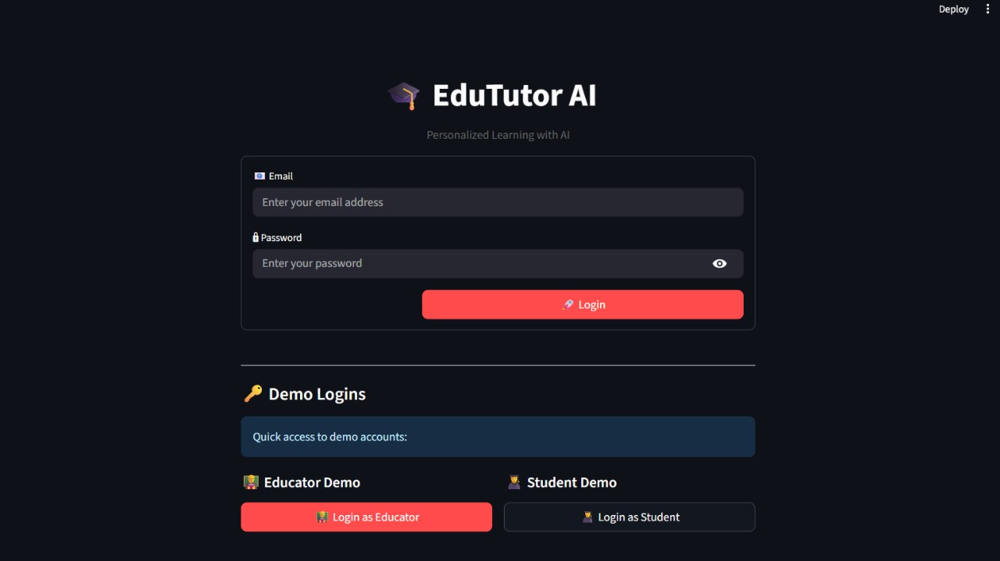 Deploy
EduTutor AI
Personalized Learning with AI
Email
Enter your email address
Password
Enter your password
Login
Demo Logins
Quick access to demo accounts:
Educator Demo
Student Demo
Login as Educator
Login as Student